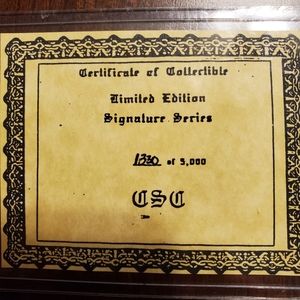 Certificate of Collectible
Limited Edition
Signature Series
1330 of 5,000
CSC